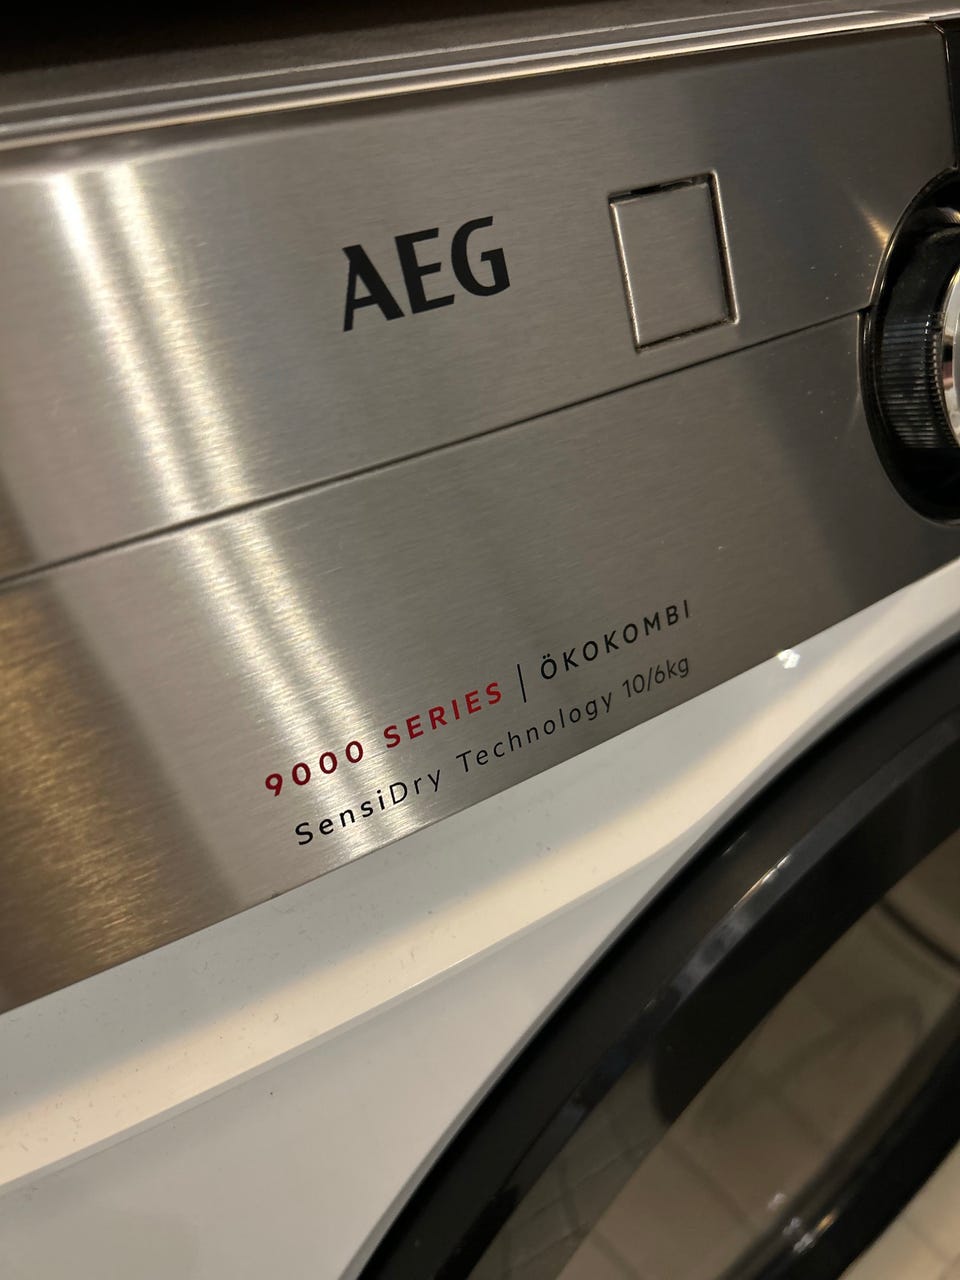 AEG
9000 SERIES | ÖKOKOMBI
SensiDry Technology 10/6kg